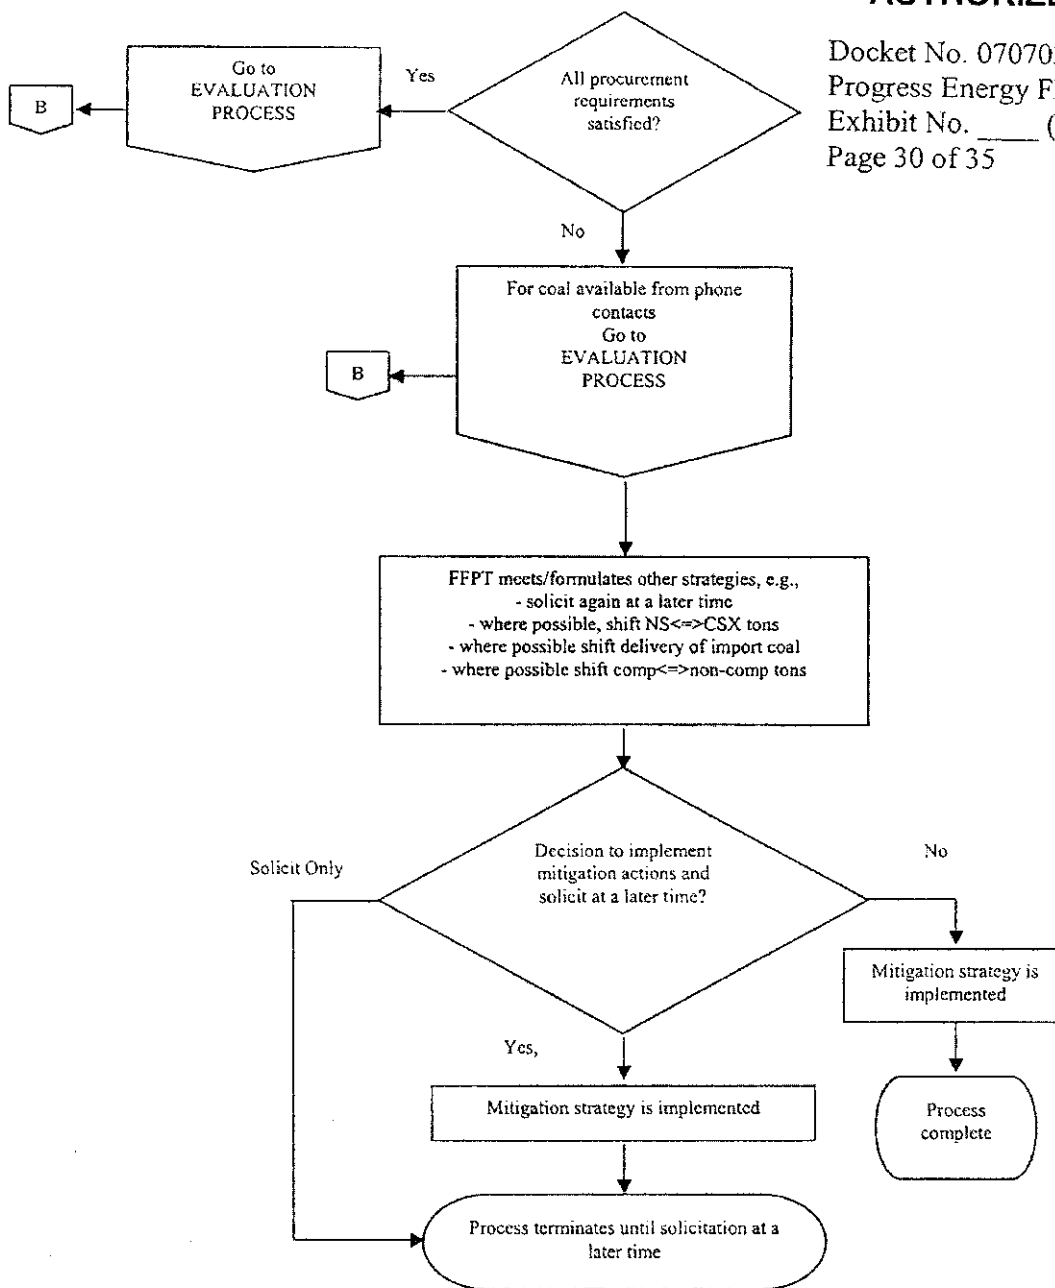 Docket No. 07070
Progress Energy F
Exhibit No. ____ (
Page 30 of 35
All procurement
requirements
satisfied?
Yes
Go to
EVALUATION
PROCESS
B
No
For coal available from phone
contacts
Go to
EVALUATION
PROCESS
B
FFPT meets/formulates other strategies, e.g.,
- solicit again at a later time
- where possible, shift NS<=>CSX tons
- where possible shift delivery of import coal
- where possible shift comp<=>non-comp tons
Decision to implement
mitigation actions and
solicit at a later time?
Solicit Only
No
Mitigation strategy is
implemented
Process
complete
Yes,
Mitigation strategy is implemented
Process terminates until solicitation at a
later time